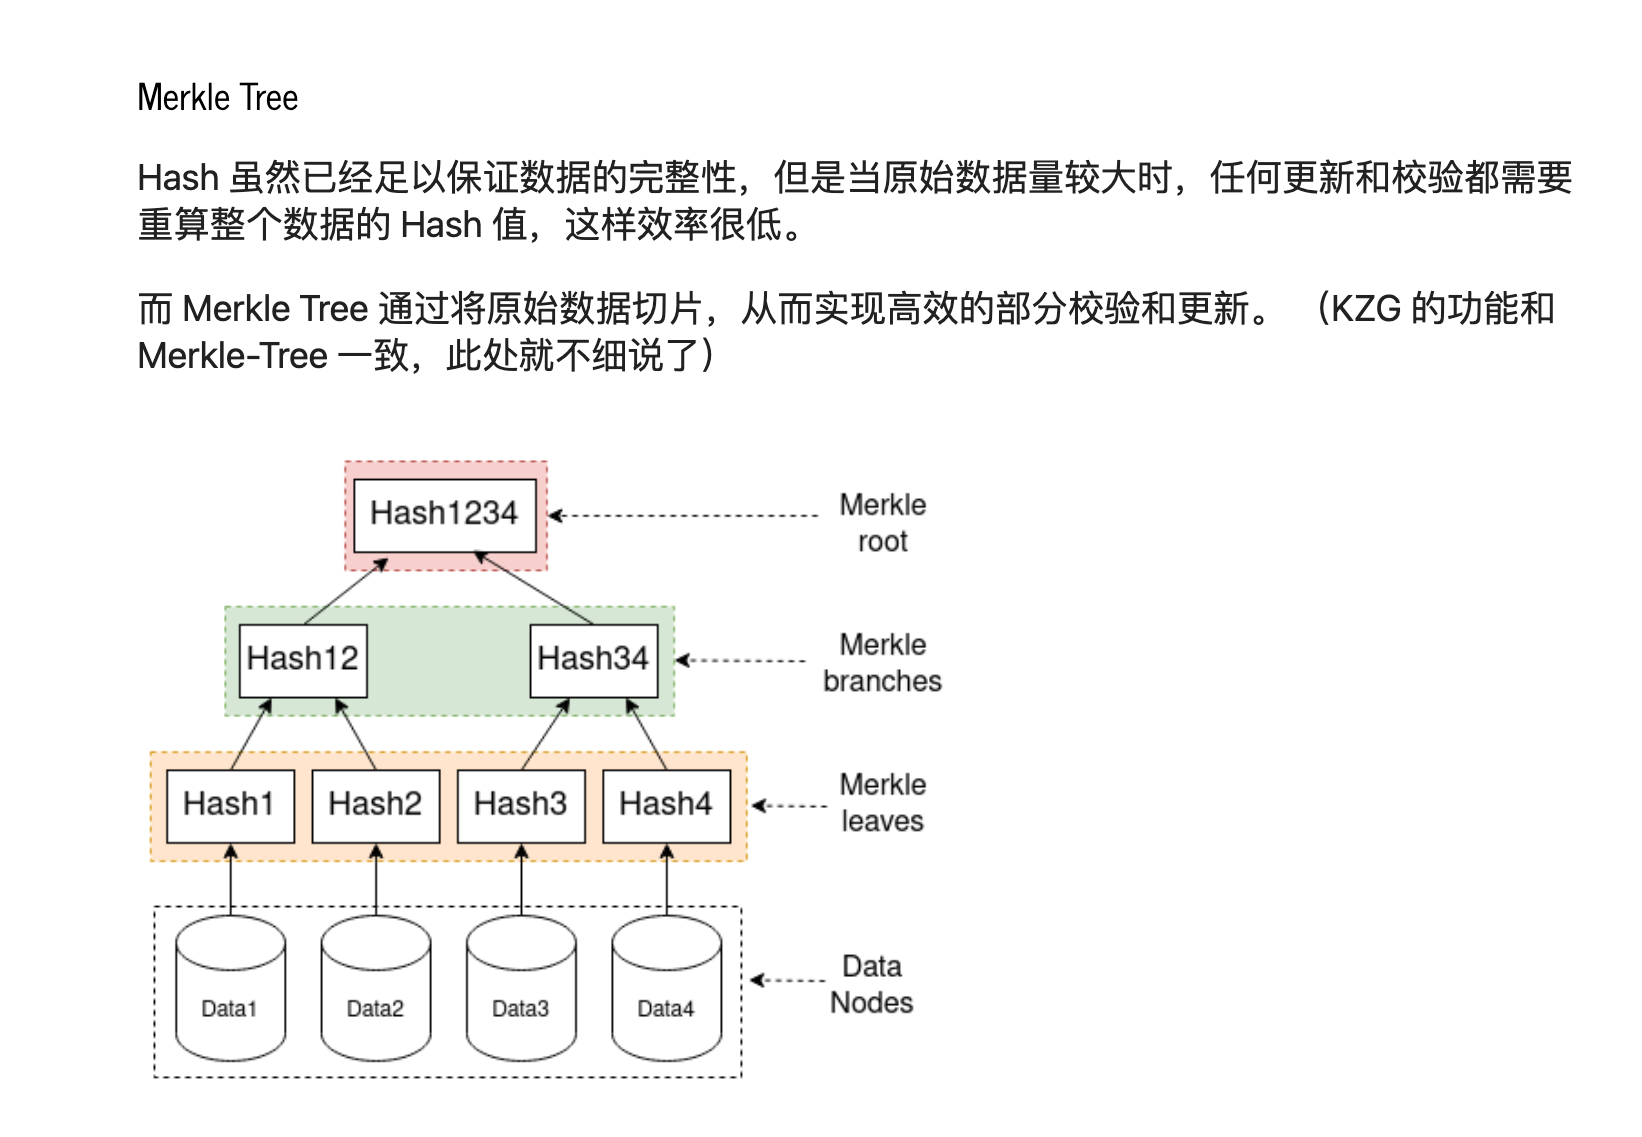 Merkle Tree
Hash 虽然已经足以保证数据的完整性，但是当原始数据量较大时，任何更新和校验都需要
重算整个数据的 Hash 值，这样效率很低。
而 Merkle Tree 通过将原始数据切片，从而实现高效的部分校验和更新。 （KZG 的功能和
Merkle-Tree 一致，此处就不细说了）
Hash1234
Merkle
root
Hash12
Hash34
Merkle
branches
Hash1
Hash2
Hash3
Hash4
Merkle
leaves
Data1
Data2
Data3
Data4
Data
Nodes